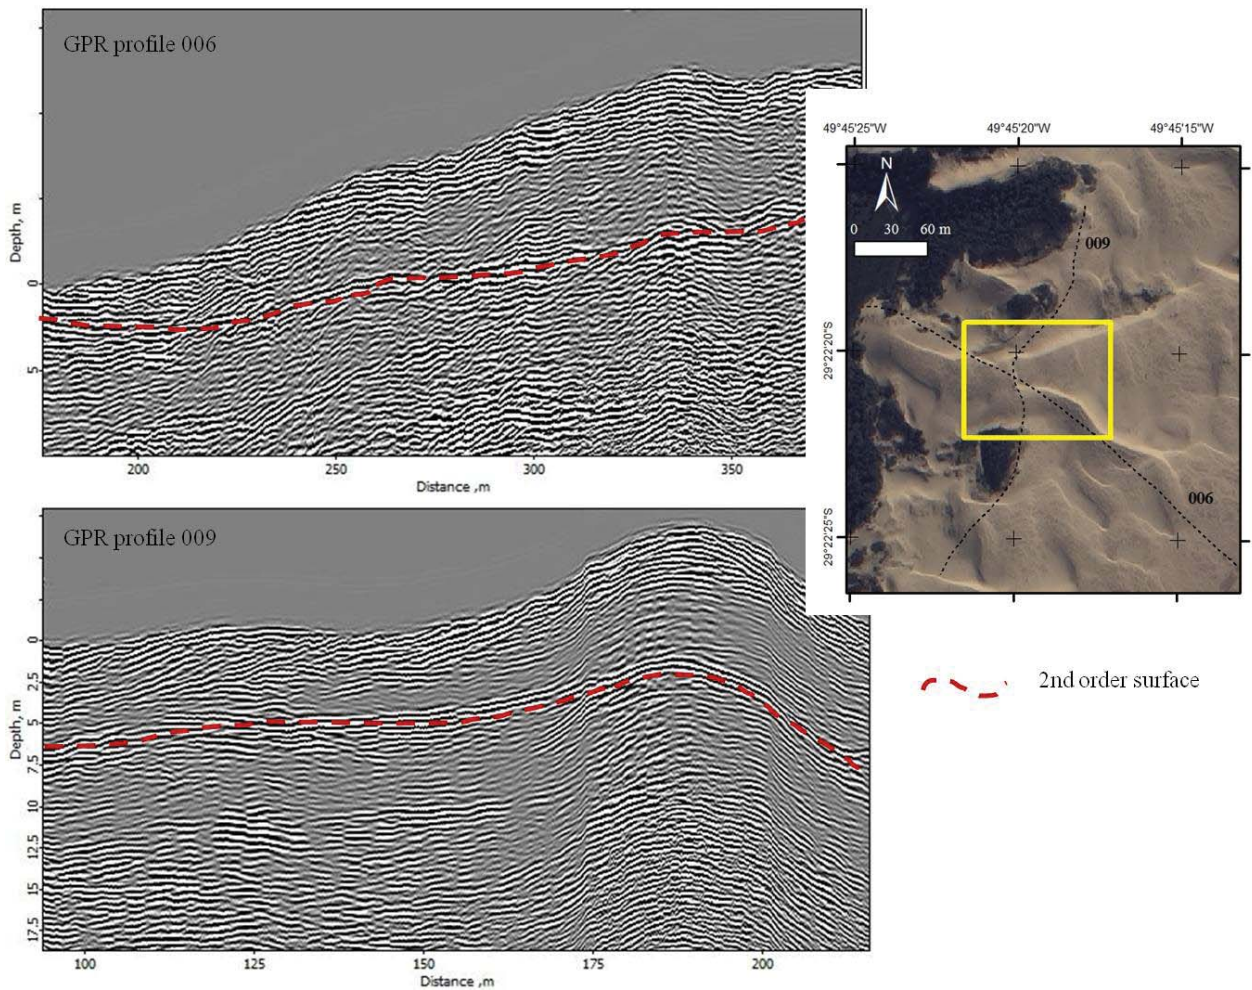 GPR profile 006
Depth, m
0
5
200
250
300
350
Distance ,m
49°45'25"W
49°45'20"W
49°45'15"W
N
0 30 60 m
009
006
29°22'20"S
29°22'25"S
GPR profile 009
Depth, m
0
2.5
5
7.5
10
12.5
15
17.5
100
125
150
175
200
Distance ,m
2nd order surface